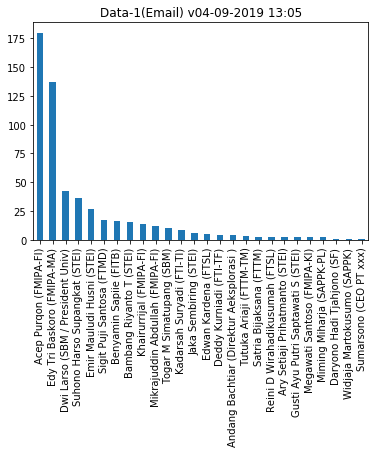 Data-1(Email) v04-09-2019 13:05
175
150
125
100
75
50
25
0
Acep Purqon (FMIPA-FI)
Edy Tri Baskoro (FMIPA-MA)
Dwi Larso (SBM / President Univ)
Suhono Harso Supangkat (STEI)
Emir Mauludi Husni (STEI)
Sigit Puji Santosa (FTMD)
Benyamin Sapiie (FITB)
Bambang Riyanto T (STEI)
Khairurrijal (FMIPA-FI)
Mikrajuddin Abdullah (FMIPA-FI)
Togar M Simatupang (SBM)
Kadarsah Suryadi (FTI-TI)
Jaka Sembiring (STEI)
Edwan Kardena (FTSL)
Deddy Kurniadi (FTI-TF)
Andang Bachtiar (Direktur Aeksplorasi )
Tutuka Ariaji (FTTM-TM)
Satria Bijaksana (FTTM)
Reini D Wirahadikusumah (FTSL)
Ary Setiaji Prihatmanto (STEI)
Gusti Ayu Putri Saptawati S (STEI)
Megawati Santoso (FMIPA-KI)
Miming Miharja (SAPPK-PL)
Daryono Hadi Tjahjono (SF)
Widjaja Martokusumo (SAPPK)
Sumarsono (CEO PT xxx)